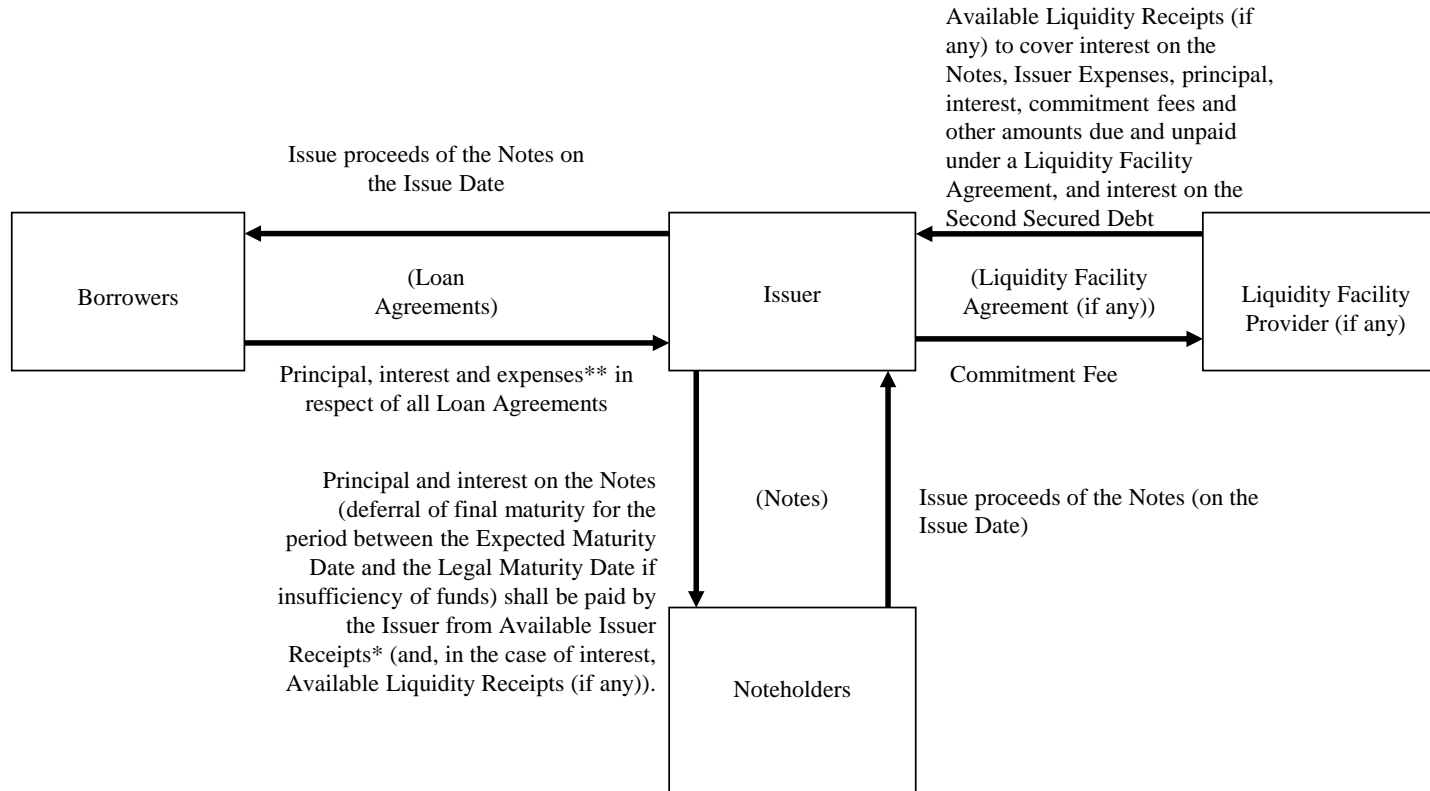 Available Liquidity Receipts (if
any) to cover interest on the
Notes, Issuer Expenses, principal,
interest, commitment fees and
other amounts due and unpaid
under a Liquidity Facility
Agreement, and interest on the
Second Secured Debt
Issue proceeds of the Notes on
the Issue Date
Borrowers
(Loan
Agreements)
Issuer
(Liquidity Facility
Agreement (if any))
Liquidity Facility
Provider (if any)
Principal, interest and expenses** in
respect of all Loan Agreements
Commitment Fee
Principal and interest on the Notes
(deferral of final maturity for the
period between the Expected Maturity
Date and the Legal Maturity Date if
insufficiency of funds) shall be paid by
the Issuer from Available Issuer
Receipts* (and, in the case of interest,
Available Liquidity Receipts (if any)).
(Notes)
Issue proceeds of the Notes (on the
Issue Date)
Noteholders